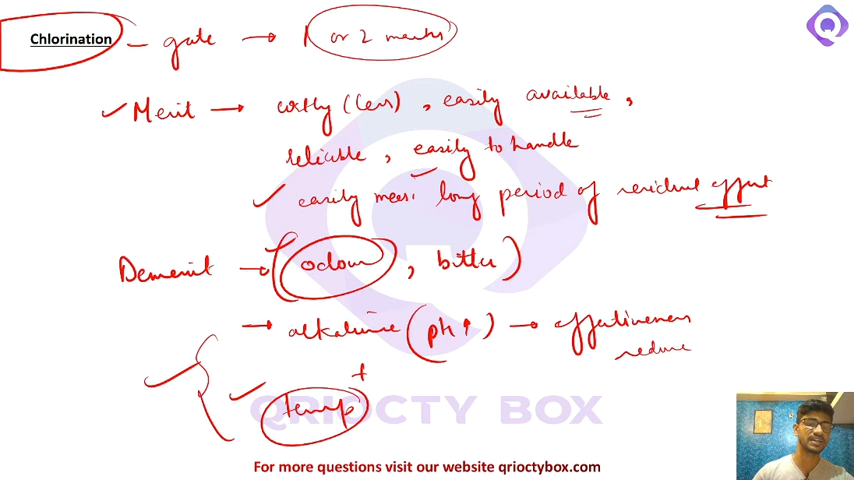 Chlorination - gate → 1 or 2 marks
Merit → costly (less), easily available,
reliable, easily to handle
easily meas. long period of residual effect
Demerit → (odour, bitter)
→ alkaline (ph↑) → effectiveness
reduce
temp +
QRIOCTY BOX
For more questions visit our website qrioctybox.com